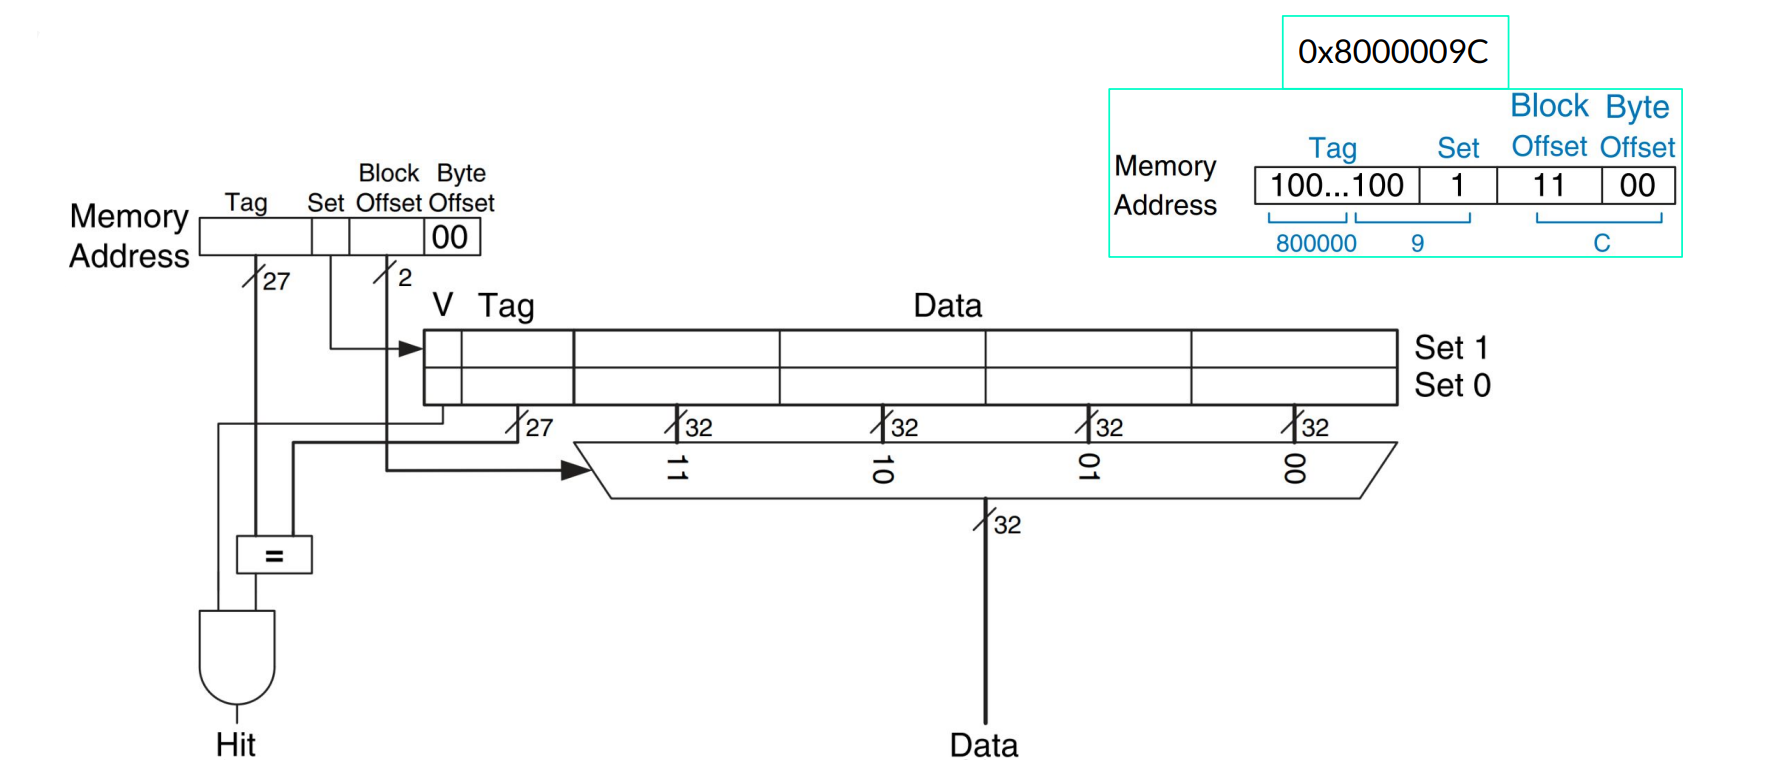 0x8000009C
Block Byte
Tag Set Offset Offset
Memory Address
100...100 1 11 00
800000 9 C
Block Byte
Tag Set Offset Offset
Memory Address
00
27 2
V Tag Data
Set 1
Set 0
27 32 32 32 32
11 10 01 00
32
=
Hit Data